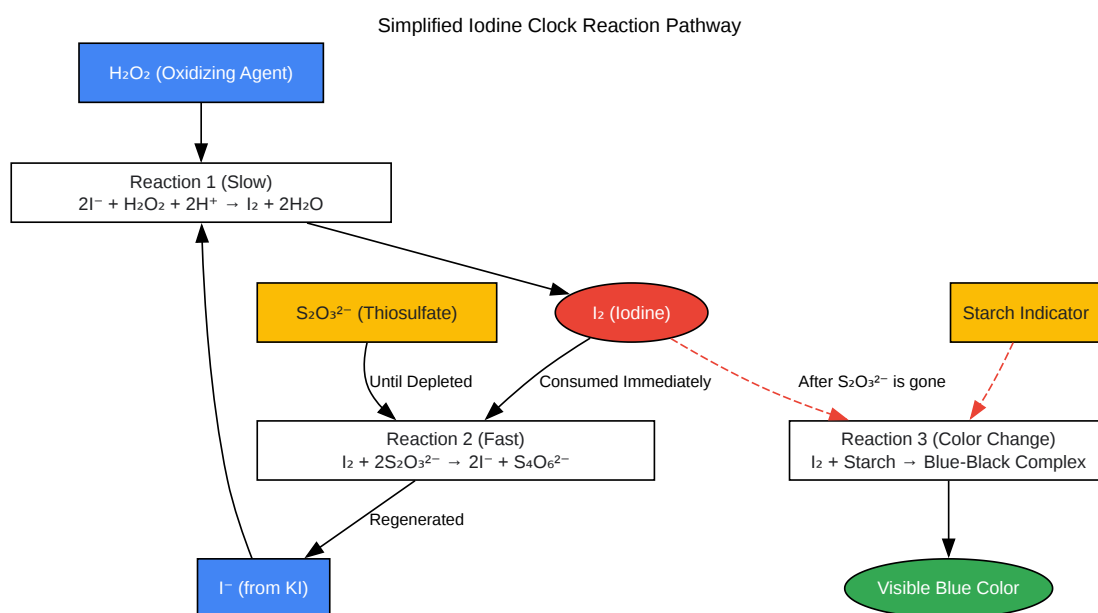 Simplified Iodine Clock Reaction Pathway
H₂O₂ (Oxidizing Agent)
Reaction 1 (Slow)
2I⁻ + H₂O₂ + 2H⁺ → I₂ + 2H₂O
S₂O₃²⁻ (Thiosulfate)
I₂ (Iodine)
Starch Indicator
Until Depleted
Consumed Immediately
After S₂O₃²⁻ is gone
Reaction 2 (Fast)
I₂ + 2S₂O₃²⁻ → 2I⁻ + S₄O₆²⁻
Reaction 3 (Color Change)
I₂ + Starch → Blue-Black Complex
Regenerated
I⁻ (from KI)
Visible Blue Color